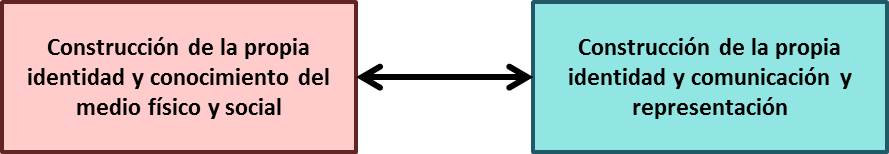 Construcción de la propia
identidad y conocimiento del
medio físico y social
Construcción de la propia
identidad y comunicación y
representación